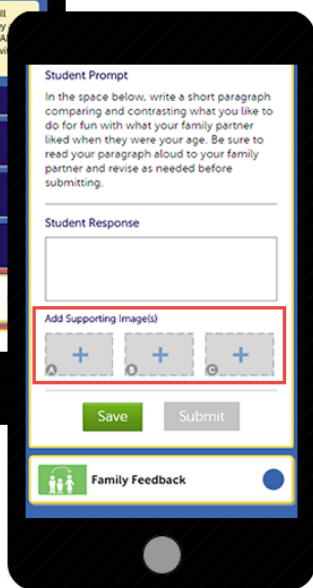 ll
Student Prompt
In the space below, write a short paragraph
comparing and contrasting what you like to
do for fun with what your family partner
liked when they were your age. Be sure to
read your paragraph aloud to your family
partner and revise as needed before
submitting.
Student Response
Add Supporting Image(s)
A B C
Save Submit
Family Feedback